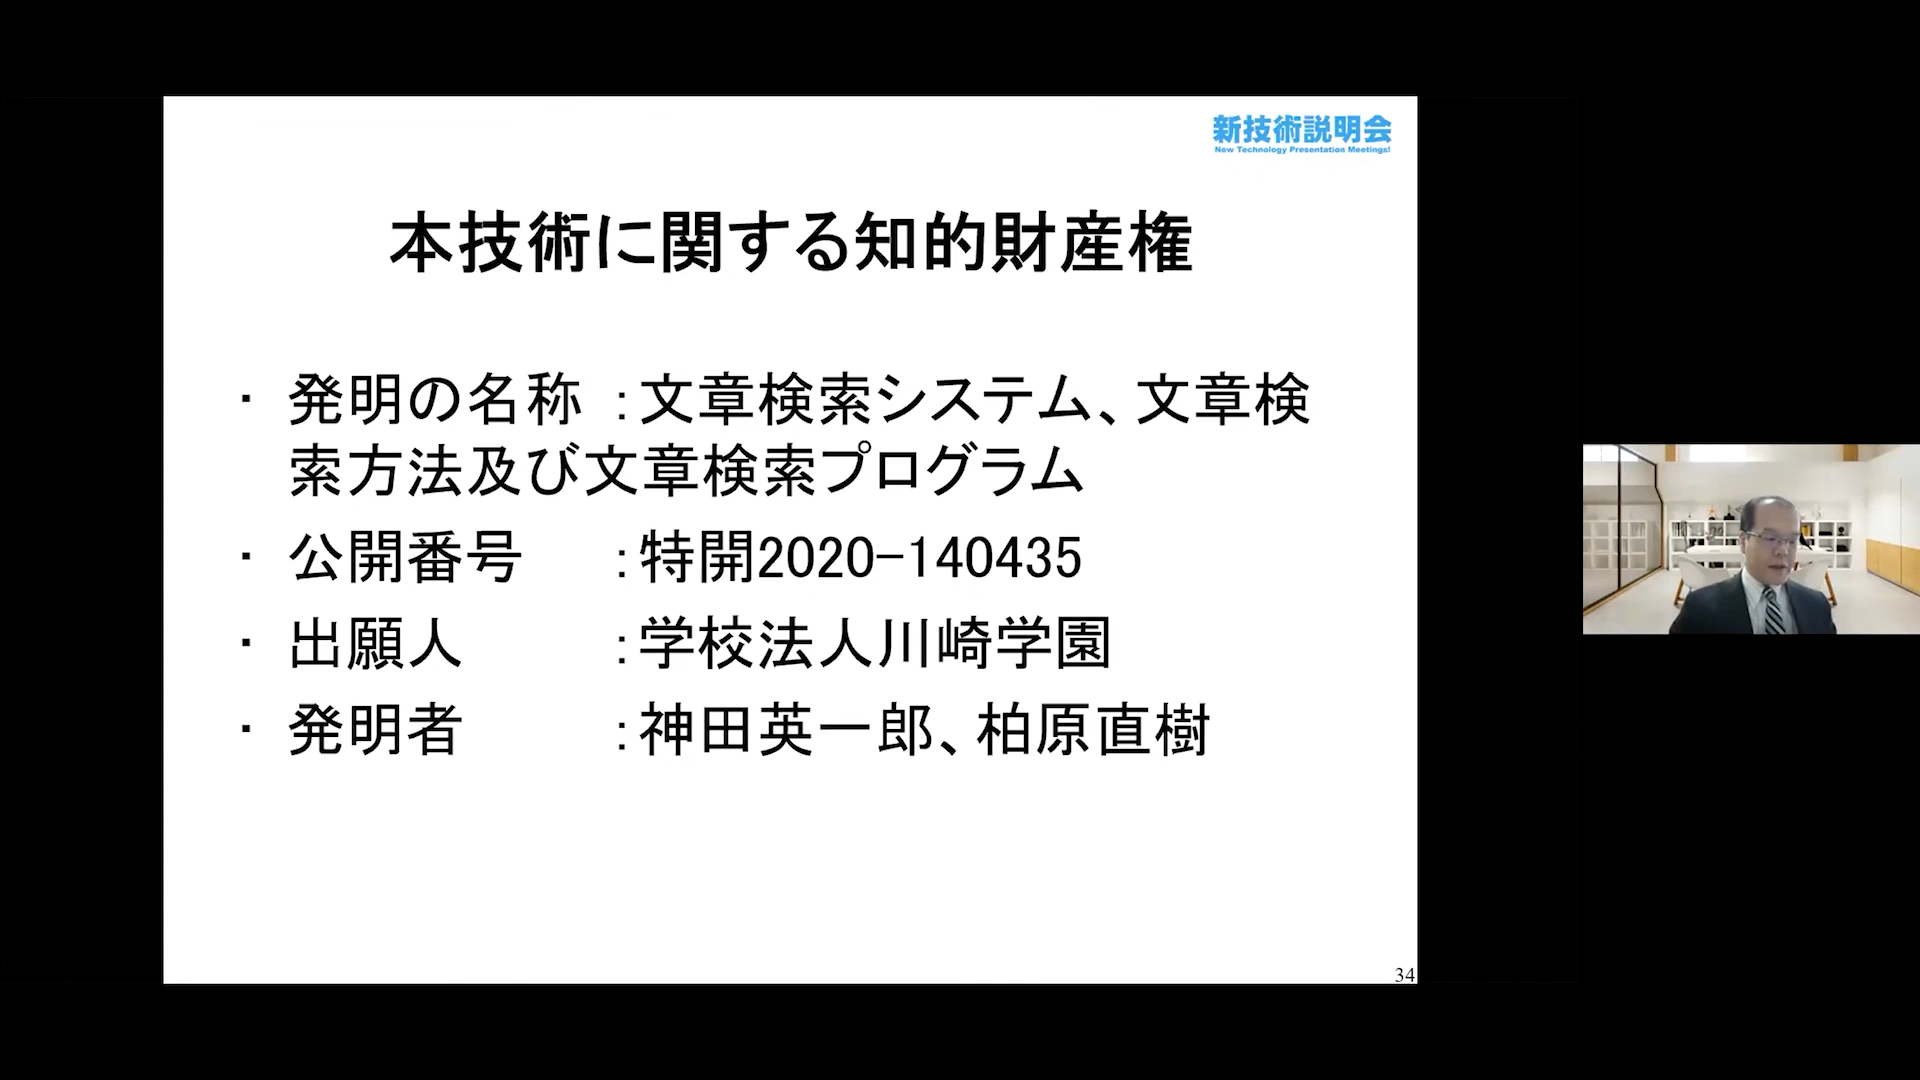 新技術説明会
New Technology Presentation Meetings!
本技術に関する知的財産権
・ 発明の名称 ：文章検索システム、文章検
索方法及び文章検索プログラム
・ 公開番号 ：特開2020-140435
・ 出願人 ：学校法人川崎学園
・ 発明者 ：神田英一郎、柏原直樹
34